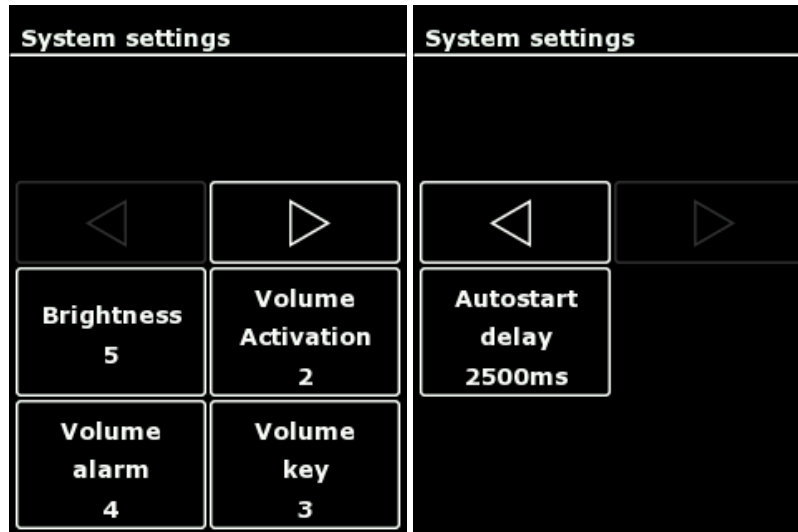 System settings
Brightness
5
Volume
Activation
2
Volume
alarm
4
Volume
key
3
System settings
Autostart
delay
2500ms